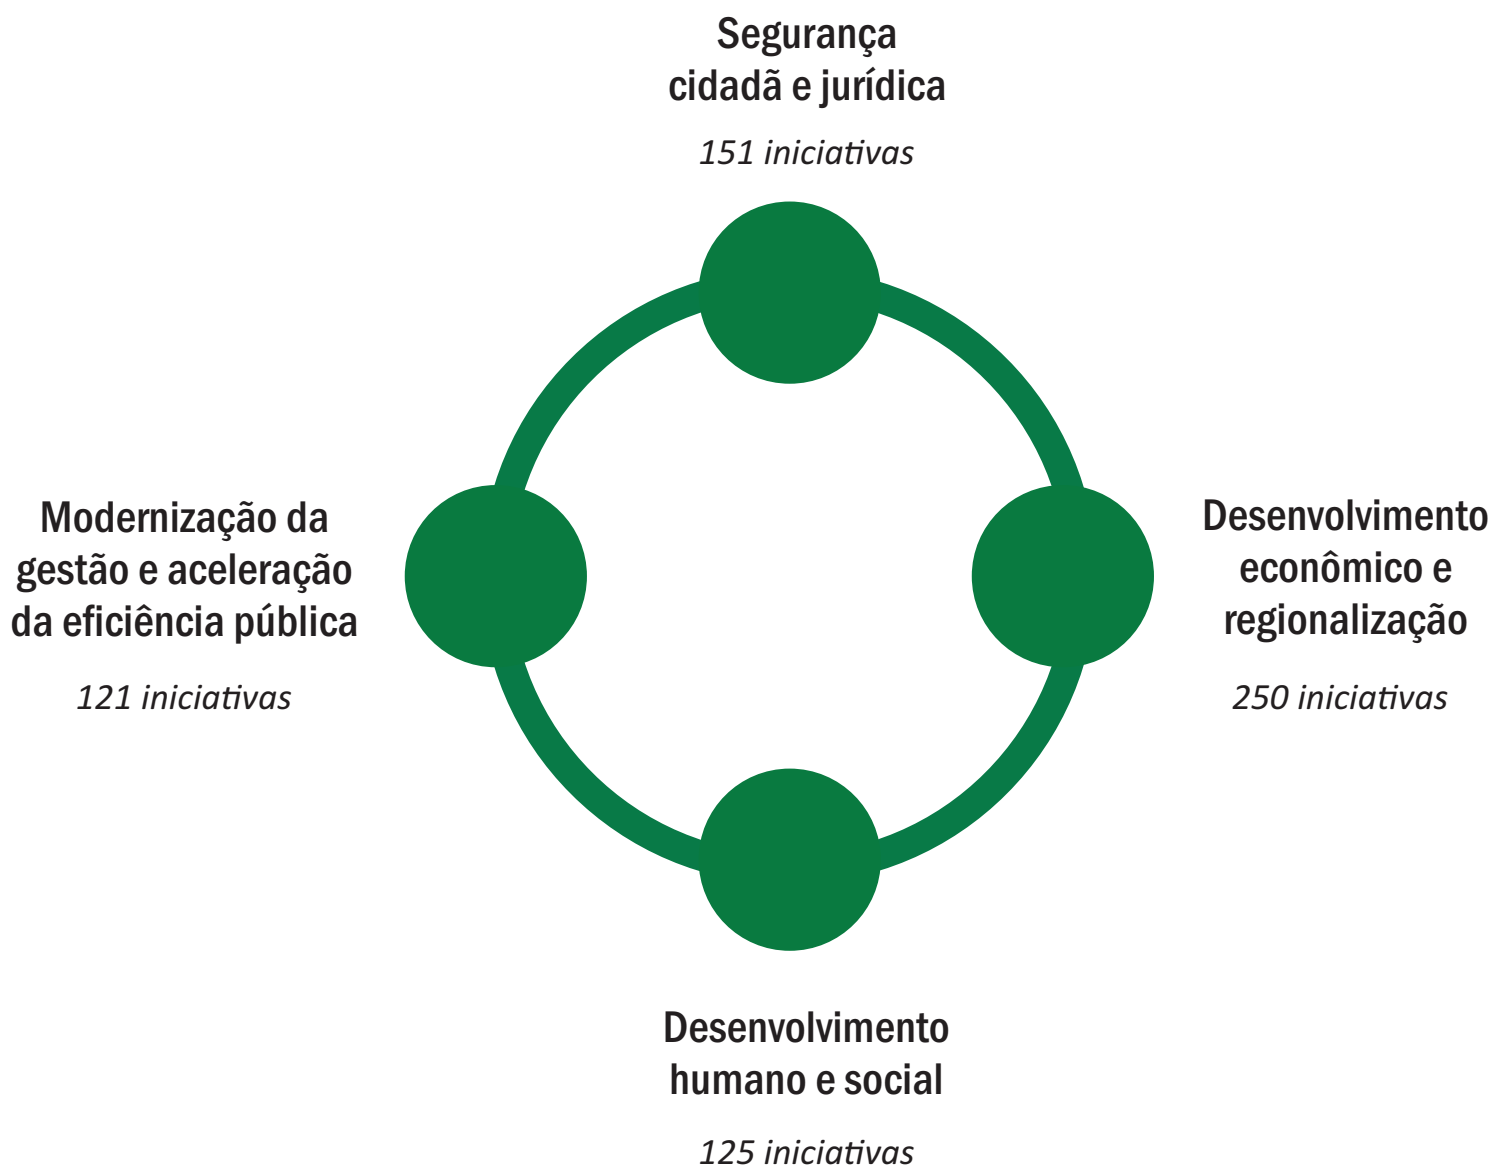 Segurança
cidadã e jurídica
151 iniciativas
Modernização da
gestão e aceleração
da eficiência pública
121 iniciativas
Desenvolvimento
econômico e
regionalização
250 iniciativas
Desenvolvimento
humano e social
125 iniciativas